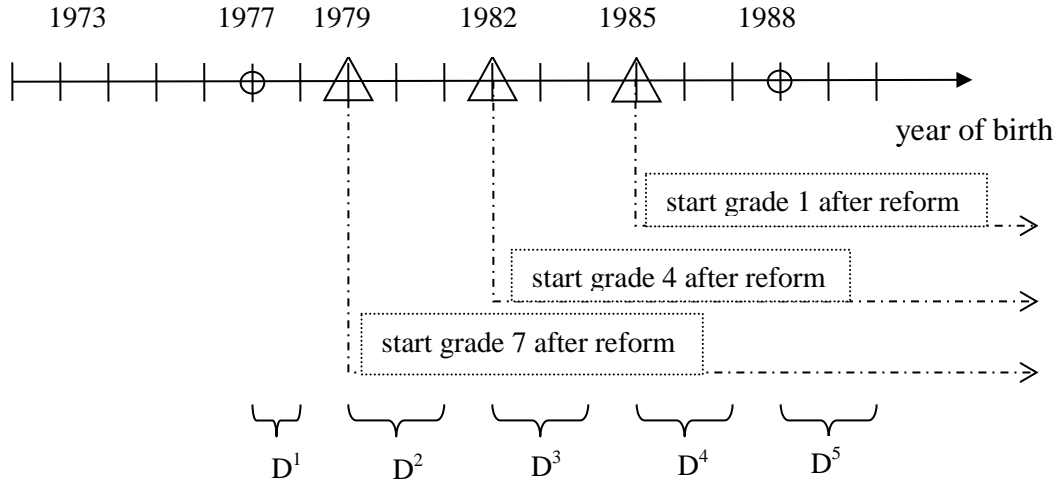 1973 1977 1979 1982 1985 1988
year of birth
start grade 1 after reform
start grade 4 after reform
start grade 7 after reform
D¹ D² D³ D⁴ D⁵